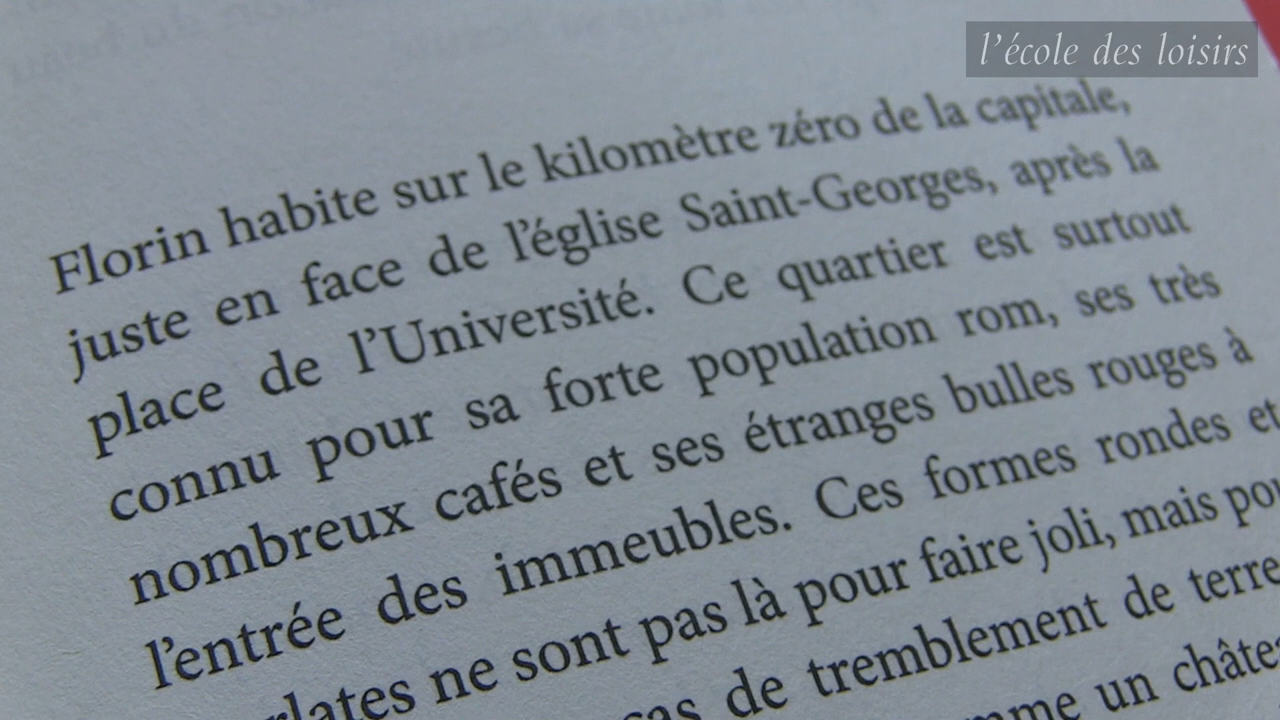 l'école des loisirs
Florin habite sur le kilomètre zéro de la capitale,
juste en face de l'église Saint-Georges, après la
place de l'Université. Ce quartier est surtout
connu pour sa forte population rom, ses très
nombreux cafés et ses étranges bulles rouges à
l'entrée des immeubles. Ces formes rondes et
ne sont pas là pour faire joli, mais
de tremblement de terre
un